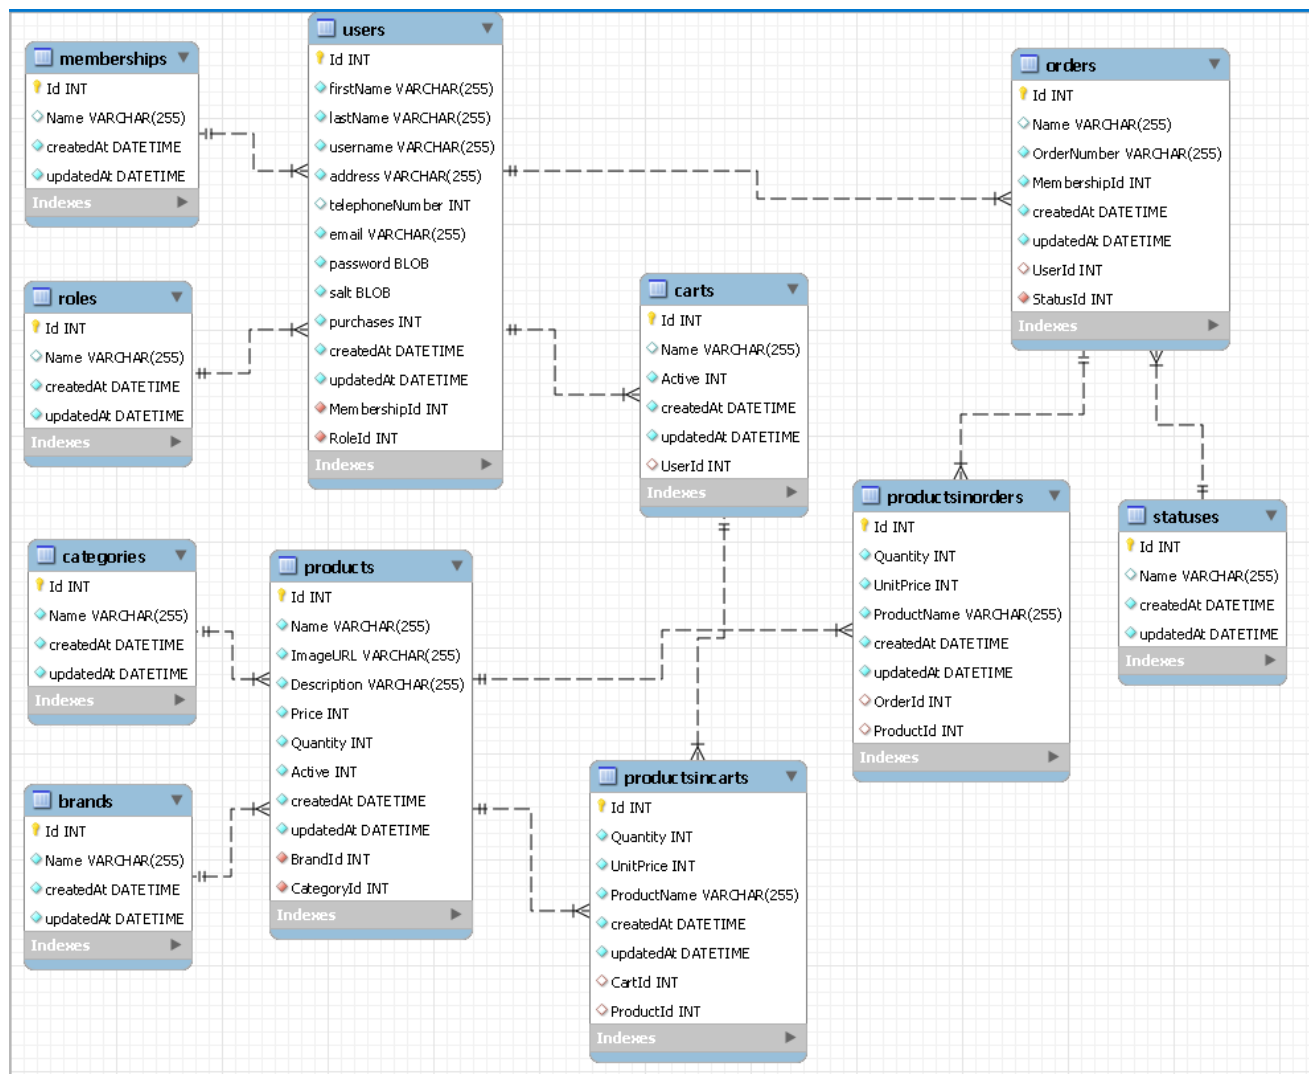 memberships
Id INT
Name VARCHAR(255)
createdAt DATETIME
updatedAt DATETIME
Indexes
users
Id INT
firstName VARCHAR(255)
lastName VARCHAR(255)
username VARCHAR(255)
address VARCHAR(255)
telephoneNumber INT
email VARCHAR(255)
password BLOB
salt BLOB
purchases INT
createdAt DATETIME
updatedAt DATETIME
MembershipId INT
RoleId INT
Indexes
orders
Id INT
Name VARCHAR(255)
OrderNumber VARCHAR(255)
MembershipId INT
createdAt DATETIME
updatedAt DATETIME
UserId INT
StatusId INT
Indexes
roles
Id INT
Name VARCHAR(255)
createdAt DATETIME
updatedAt DATETIME
Indexes
carts
Id INT
Name VARCHAR(255)
Active INT
createdAt DATETIME
updatedAt DATETIME
UserId INT
Indexes
productsinorders
Id INT
Quantity INT
UnitPrice INT
ProductName VARCHAR(255)
createdAt DATETIME
updatedAt DATETIME
OrderId INT
ProductId INT
Indexes
statuses
Id INT
Name VARCHAR(255)
createdAt DATETIME
updatedAt DATETIME
Indexes
categories
Id INT
Name VARCHAR(255)
createdAt DATETIME
updatedAt DATETIME
Indexes
products
Id INT
Name VARCHAR(255)
ImageURL VARCHAR(255)
Description VARCHAR(255)
Price INT
Quantity INT
Active INT
createdAt DATETIME
updatedAt DATETIME
BrandId INT
CategoryId INT
Indexes
brands
Id INT
Name VARCHAR(255)
createdAt DATETIME
updatedAt DATETIME
Indexes
productsincarts
Id INT
Quantity INT
UnitPrice INT
ProductName VARCHAR(255)
createdAt DATETIME
updatedAt DATETIME
CartId INT
ProductId INT
Indexes